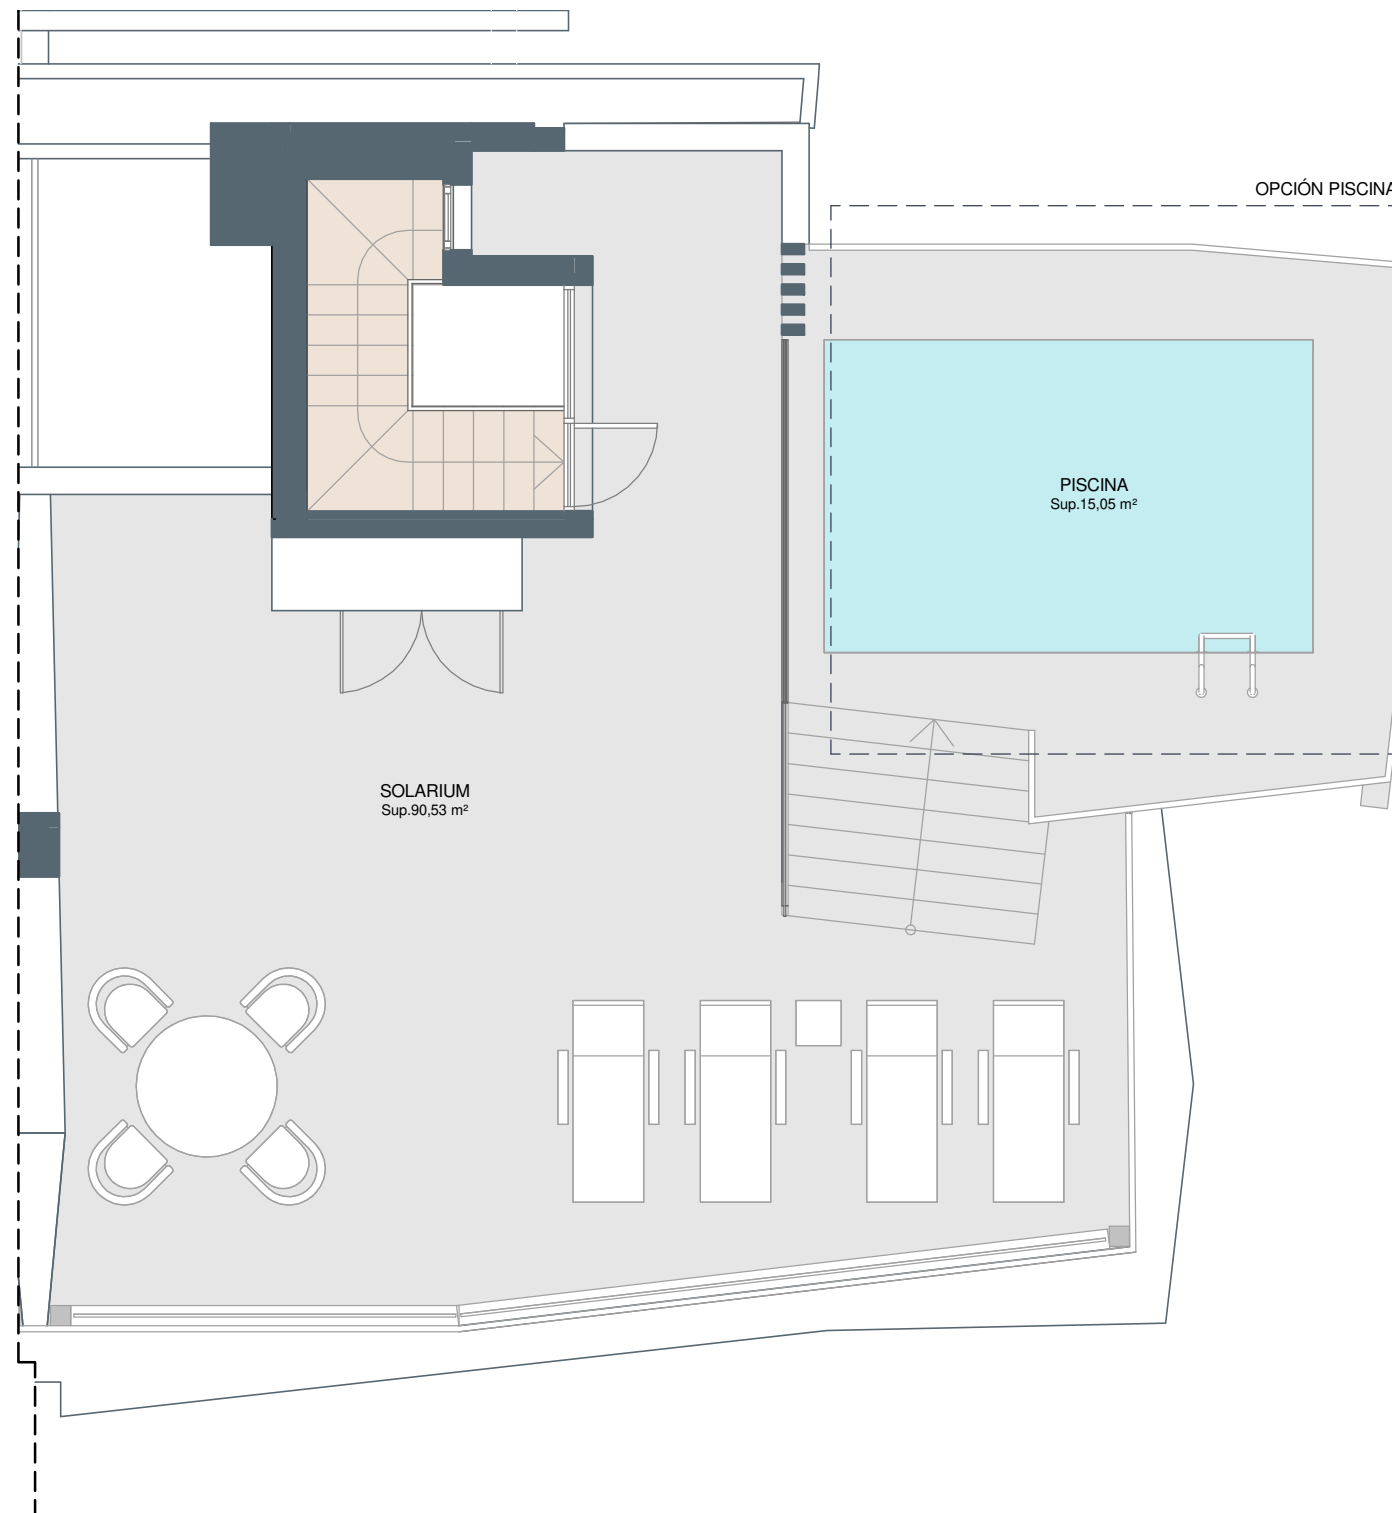 OPCIÓN PISCINA
PISCINA
Sup.15,05 m²
SOLARIUM
Sup.90,53 m²